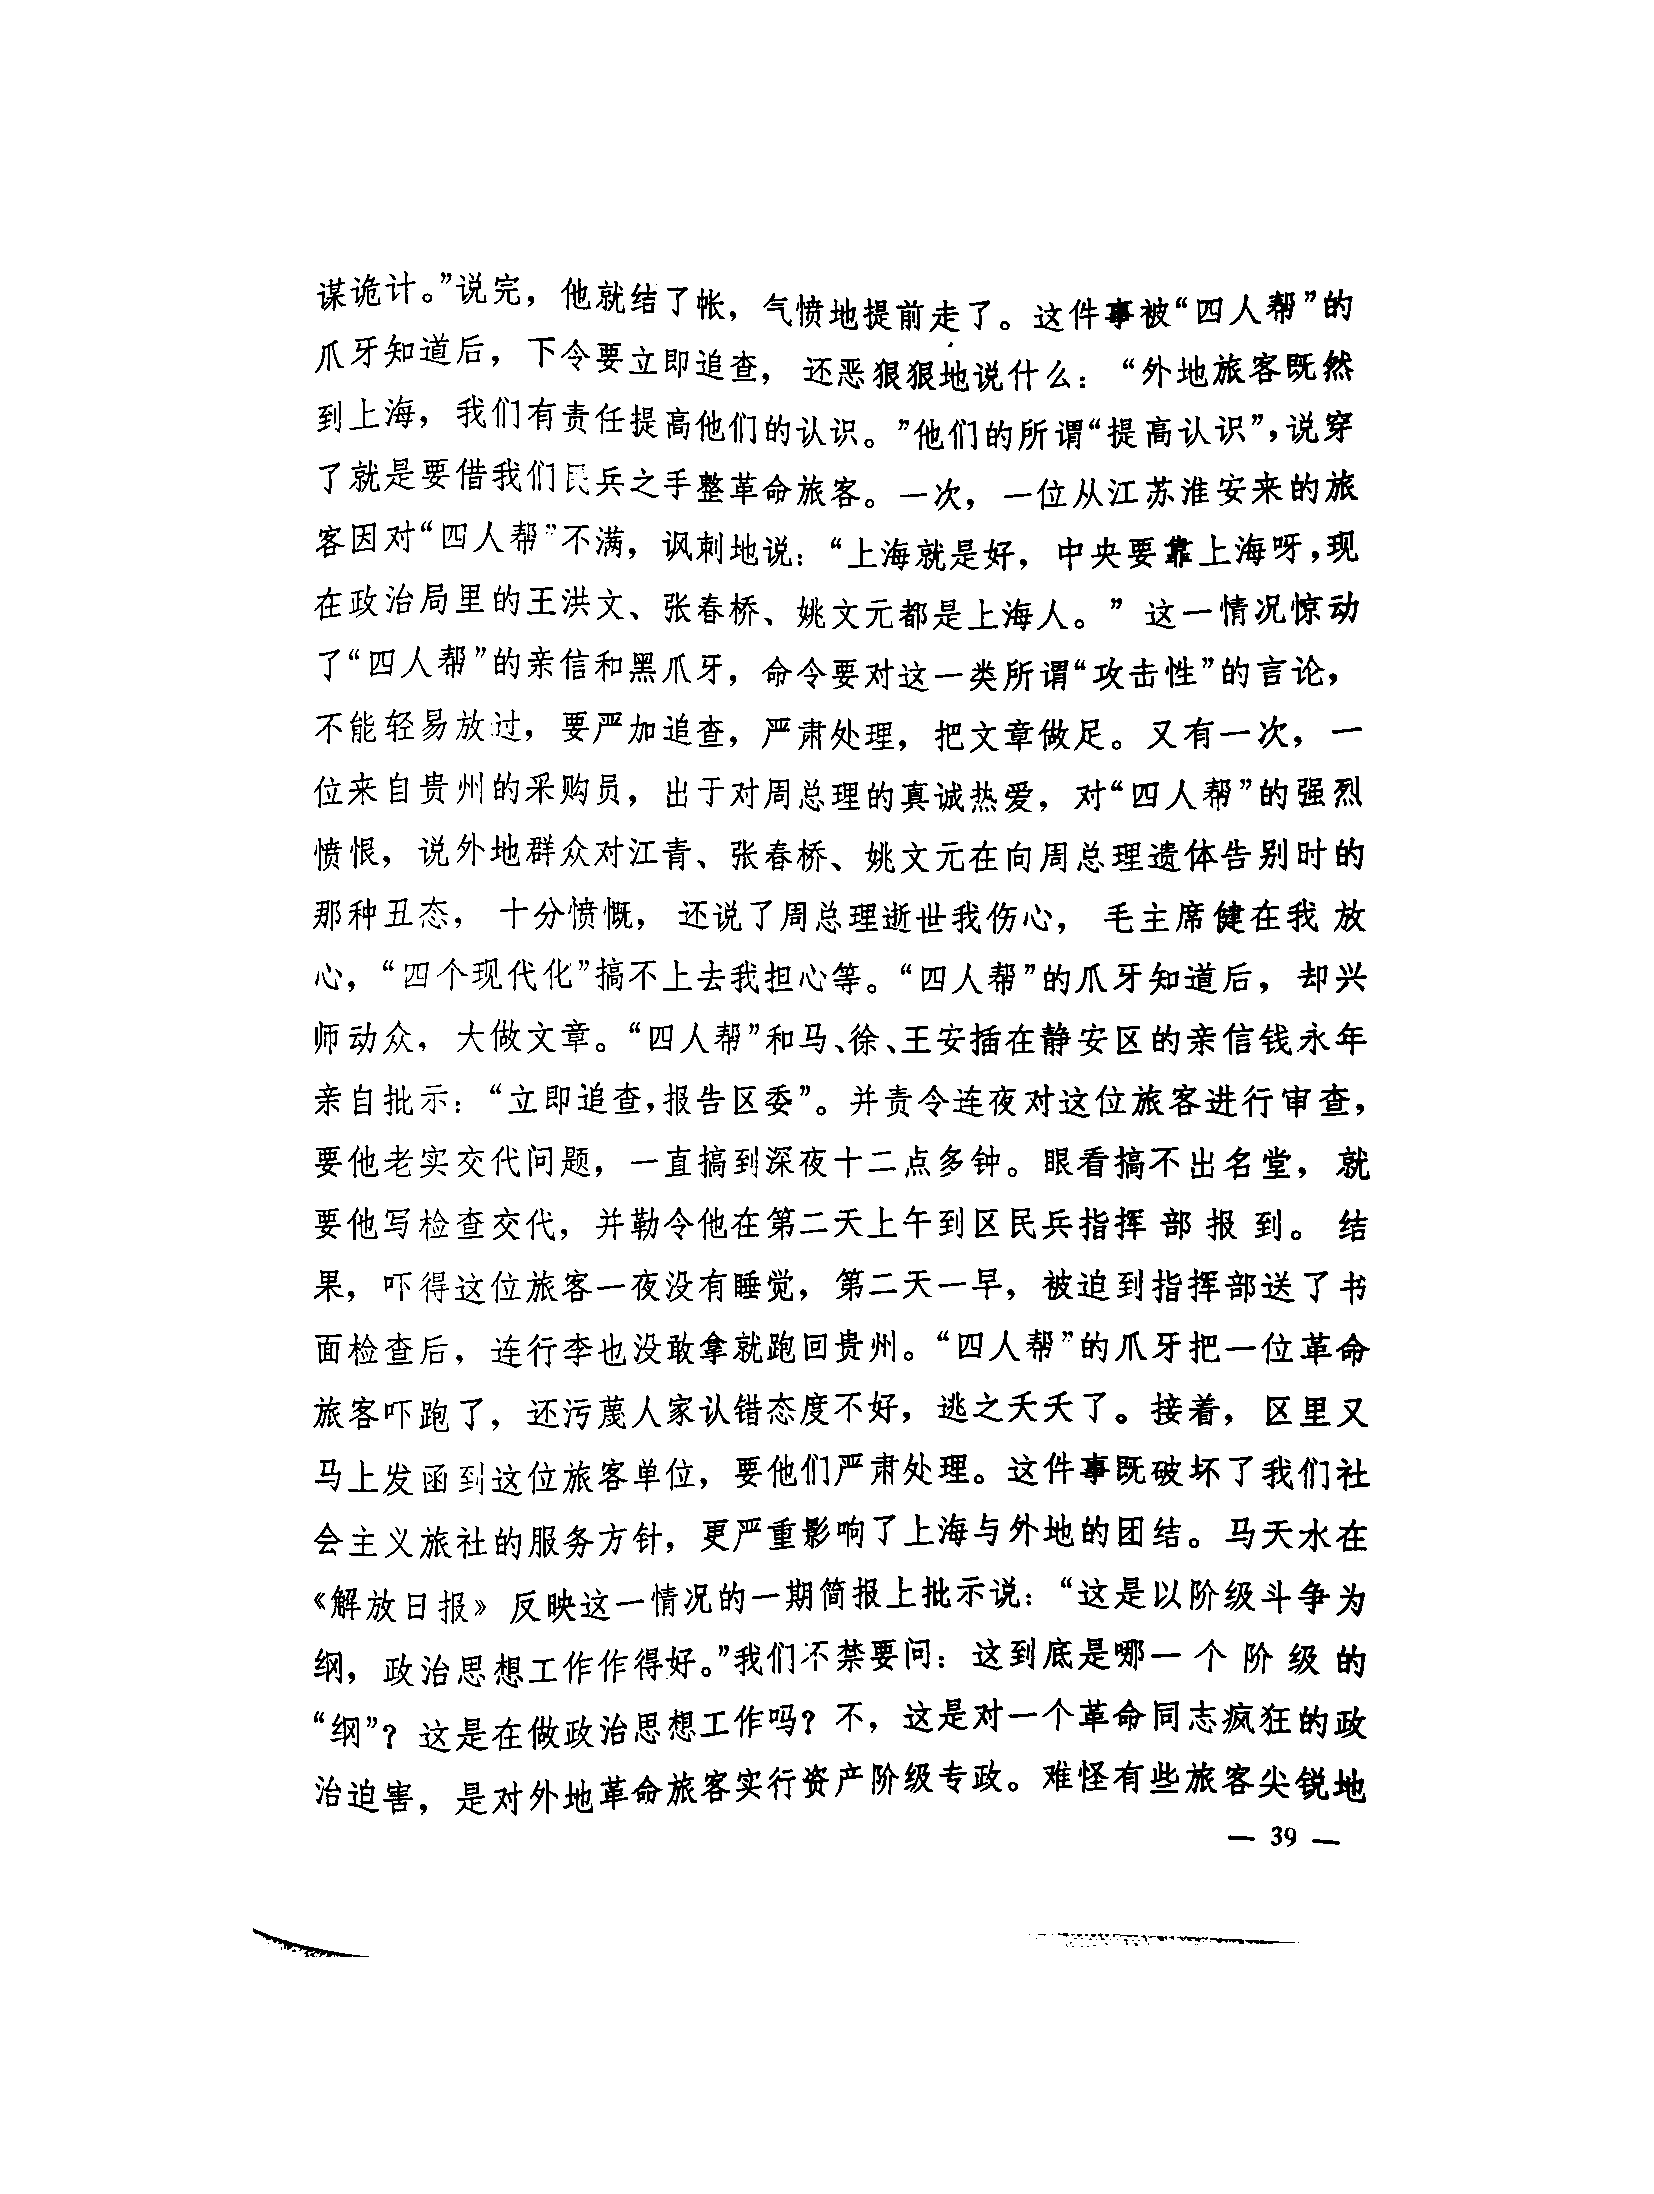 谋诡计。”说完，他就结了帐，气愤地提前走了。这件事被“四人帮”的
爪牙知道后，下令要立即追查，还恶狠狠地说什么：“外地旅客既然
到上海，我们有责任提高他们的认识。”他们的所谓“提高认识”，说穿
了就是要借我们民兵之手整革命旅客。一次，一位从江苏淮安来的旅
客因对“四人帮”不满，讽刺地说：“上海就是好，中央要靠上海呀，现
在政治局里的王洪文、张春桥、姚文元都是上海人。”这一情况惊动
了“四人帮”的亲信和黑爪牙，命令要对这一类所谓“攻击性”的言论，
不能轻易放过，要严加追查，严肃处理，把文章做足。又有一次，一
位来自贵州的采购员，出于对周总理的真诚热爱，对“四人帮”的强烈
愤恨，说外地群众对江青、张春桥、姚文元在向周总理遗体告别时的
那种丑态，十分愤慨，还说了周总理逝世我伤心，毛主席健在我放
心，“四个现代化”搞不上去我担心等。“四人帮”的爪牙知道后，却兴
师动众，大做文章。“四人帮”和马、徐、王安插在静安区的亲信钱永年
亲自批示：“立即追查，报告区委”。并责令连夜对这位旅客进行审查，
要他老实交代问题，一直搞到深夜十二点多钟。眼看搞不出名堂，就
要他写检查交代，并勒令他在第二天上午到区民兵指挥部报到。结
果，吓得这位旅客一夜没有睡觉，第二天一早，被迫到指挥部送了书
面检查后，连行李也没敢拿就跑回贵州。“四人帮”的爪牙把一位革命
旅客吓跑了，还污蔑人家认错态度不好，逃之夭夭了。接着，区里又
马上发函到这位旅客单位，要他们严肃处理。这件事既破坏了我们社
会主义旅社的服务方针，更严重影响了上海与外地的团结。马天水在
《解放日报》反映这一情况的一期简报上批示说：“这是以阶级斗争为
纲，政治思想工作作得好。”我们不禁要问：这到底是哪一个阶级的
“纲”？这是在做政治思想工作吗？不，这是对一个革命同志疯狂的政
治迫害，是对外地革命旅客实行资产阶级专政。难怪有些旅客尖锐地
— 39 —